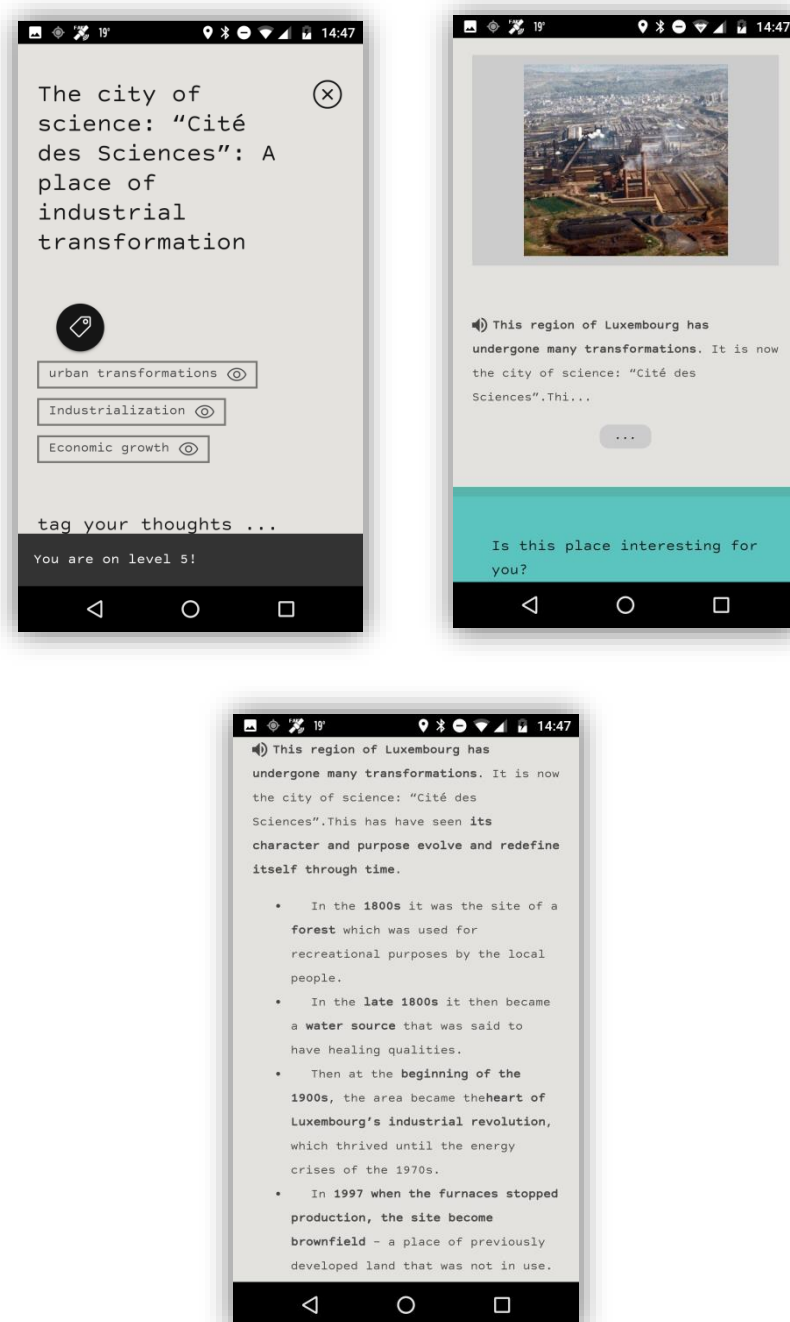 19°
14:47
The city of
science: “Cité
des Sciences”: A
place of
industrial
transformation
urban transformations
Industrialization
Economic growth
tag your thoughts ...
You are on level 5!
19°
14:47
This region of Luxembourg has
undergone many transformations. It is now
the city of science: “Cité des
Sciences”.Thi...
...
Is this place interesting for
you?
19°
14:47
This region of Luxembourg has
undergone many transformations. It is now
the city of science: “Cité des
Sciences”.This has have seen its
character and purpose evolve and redefine
itself through time.
• In the 1800s it was the site of a
forest which was used for
recreational purposes by the local
people.
• In the late 1800s it then became
a water source that was said to
have healing qualities.
• Then at the beginning of the
1900s, the area became theheart of
Luxembourg’s industrial revolution,
which thrived until the energy
crises of the 1970s.
• In 1997 when the furnaces stopped
production, the site become
brownfield – a place of previously
developed land that was not in use.